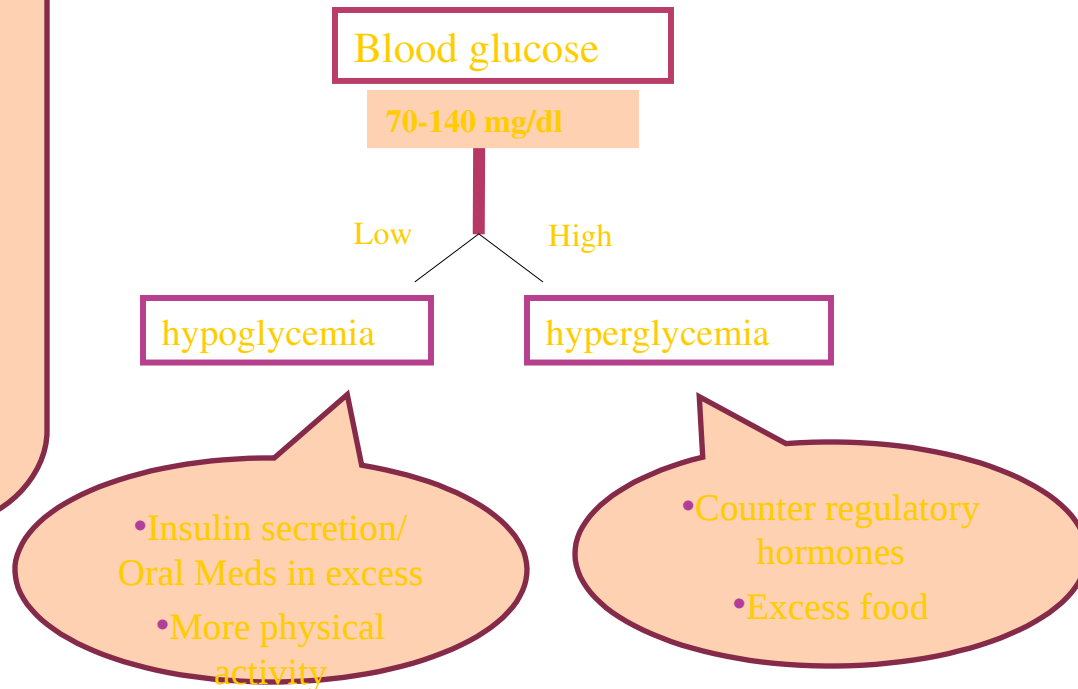 Blood glucose
70-140 mg/dl
Low
High
hypoglycemia
hyperglycemia
•Insulin secretion/
Oral Meds in excess
•More physical
activity
•Counter regulatory
hormones
•Excess food